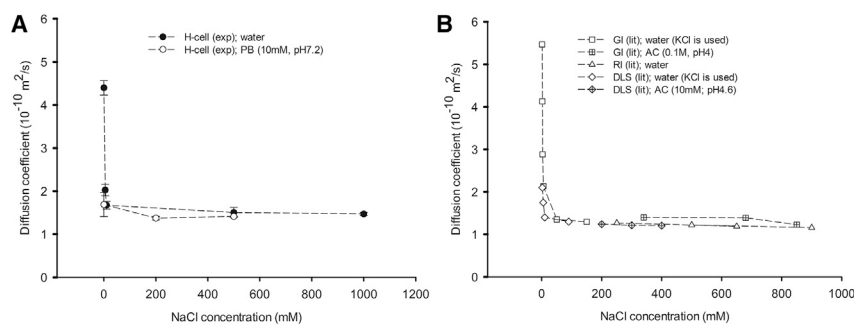 A
H-cell (exp); water
H-cell (exp); PB (10mM, pH7.2)
Diffusion coefficient (10-10 m2/s)
6
5
4
3
2
1
0
0 200 400 600 800 1000 1200
NaCl concentration (mM)
B
GI (lit); water (KCl is used)
GI (lit); AC (0.1M, pH4)
RI (lit); water
DLS (lit); water (KCl is used)
DLS (lit); AC (10mM; pH4.6)
Diffusion coefficient (10-10 m2/s)
6
5
4
3
2
1
0
0 200 400 600 800 1000
NaCl concentration (mM)